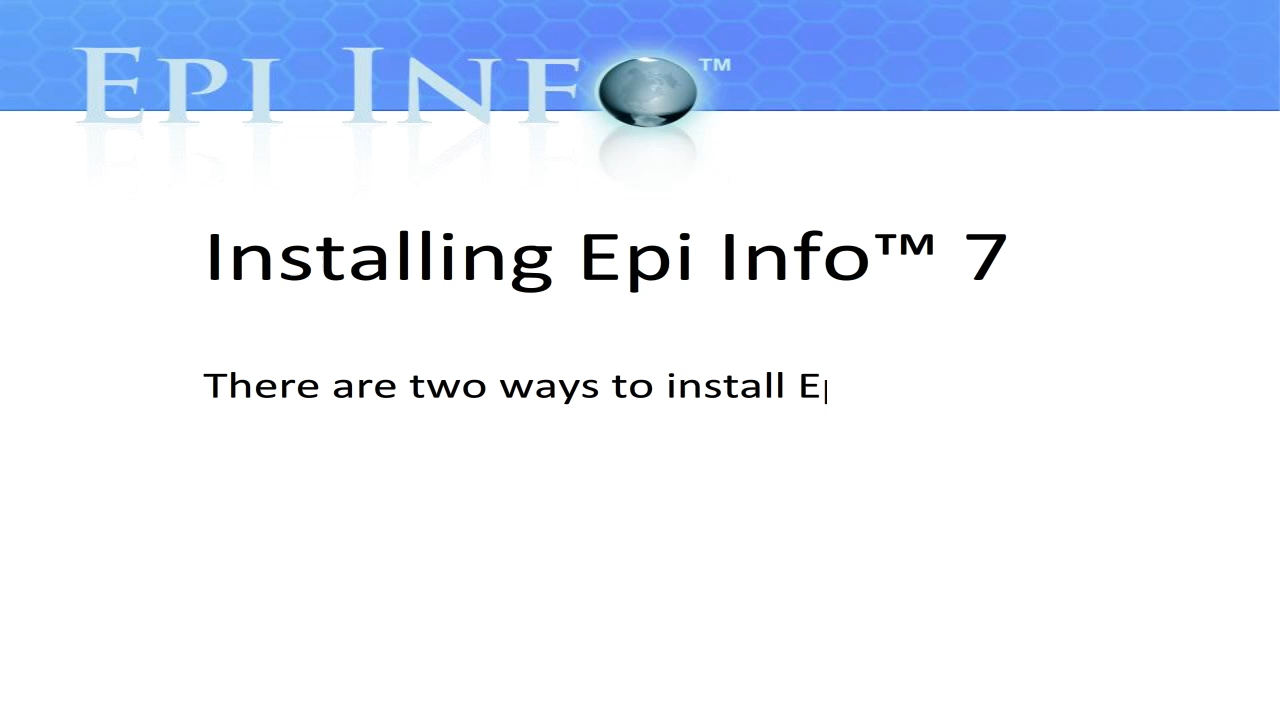 EPI INFO™
Installing Epi Info™ 7
There are two ways to install E